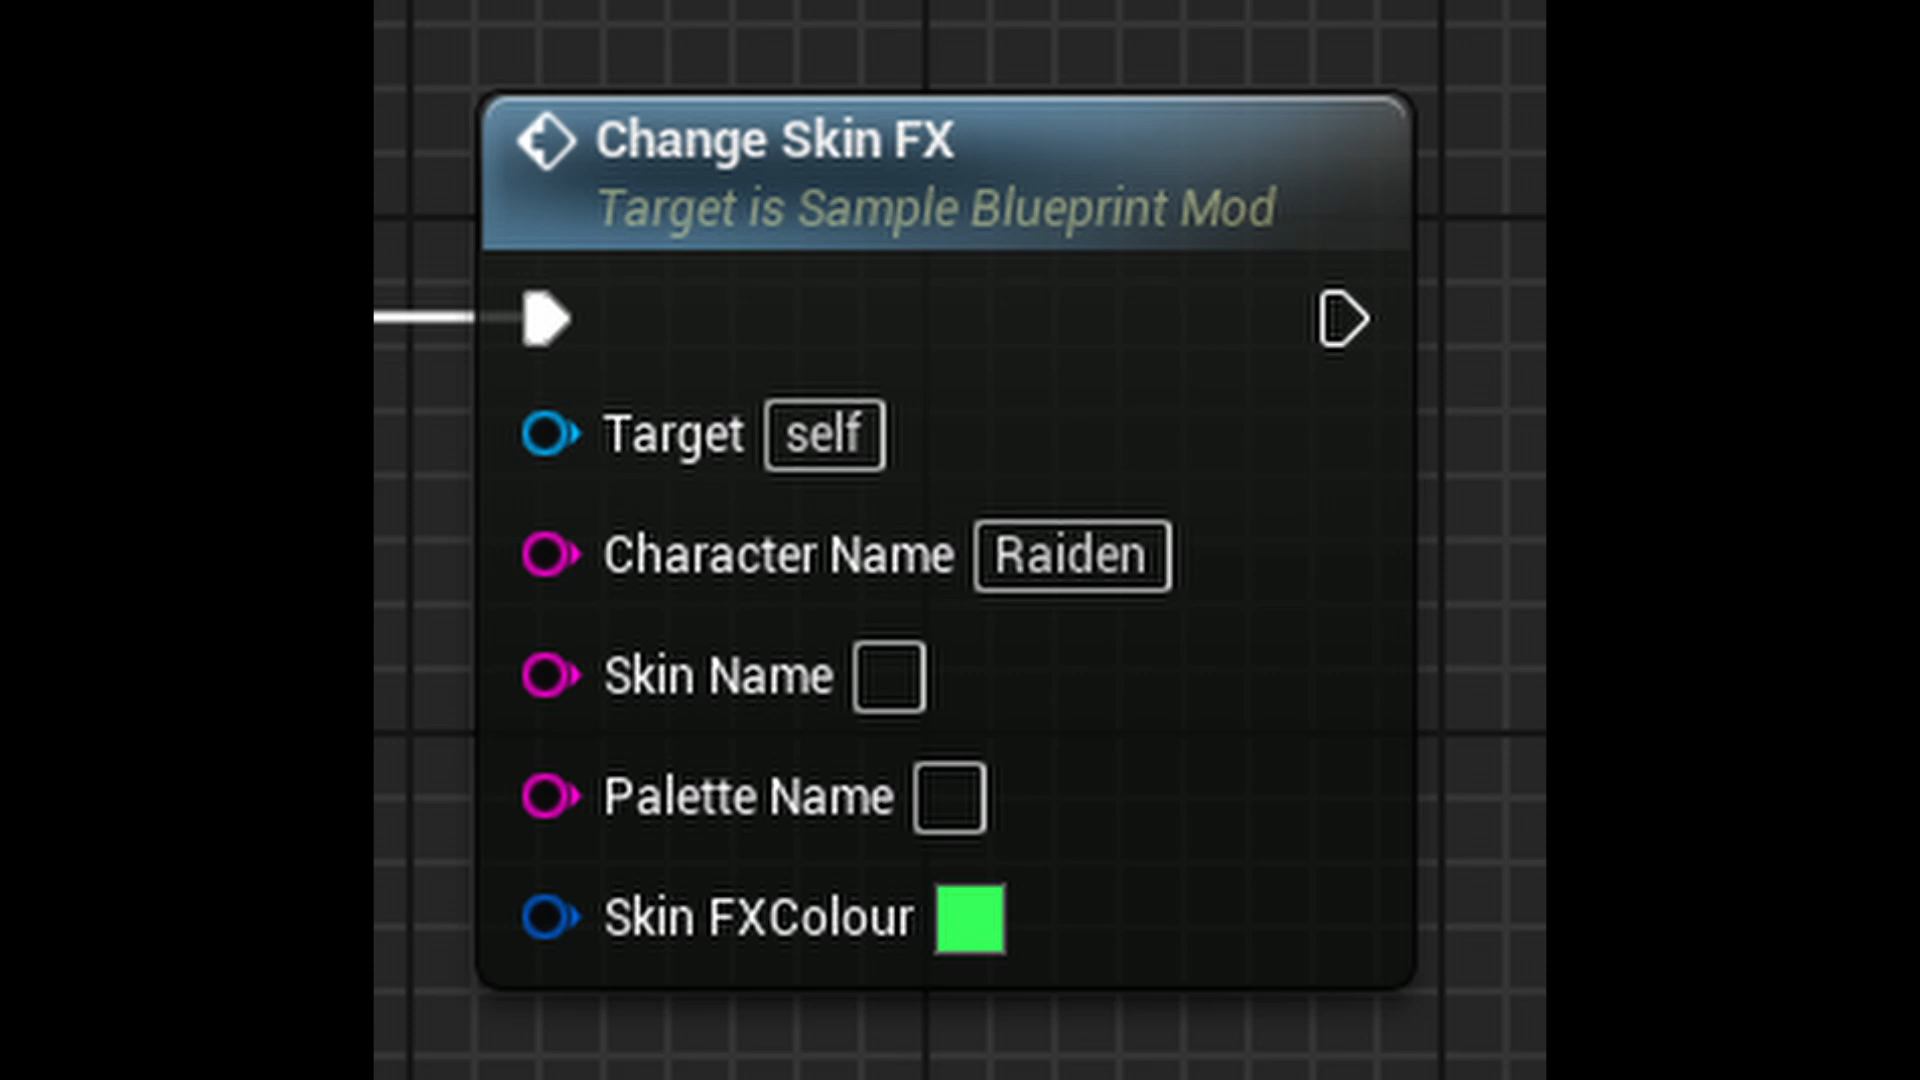 Change Skin FX
Target is Sample Blueprint Mod
Target self
Character Name Raiden
Skin Name
Palette Name
Skin FXColour